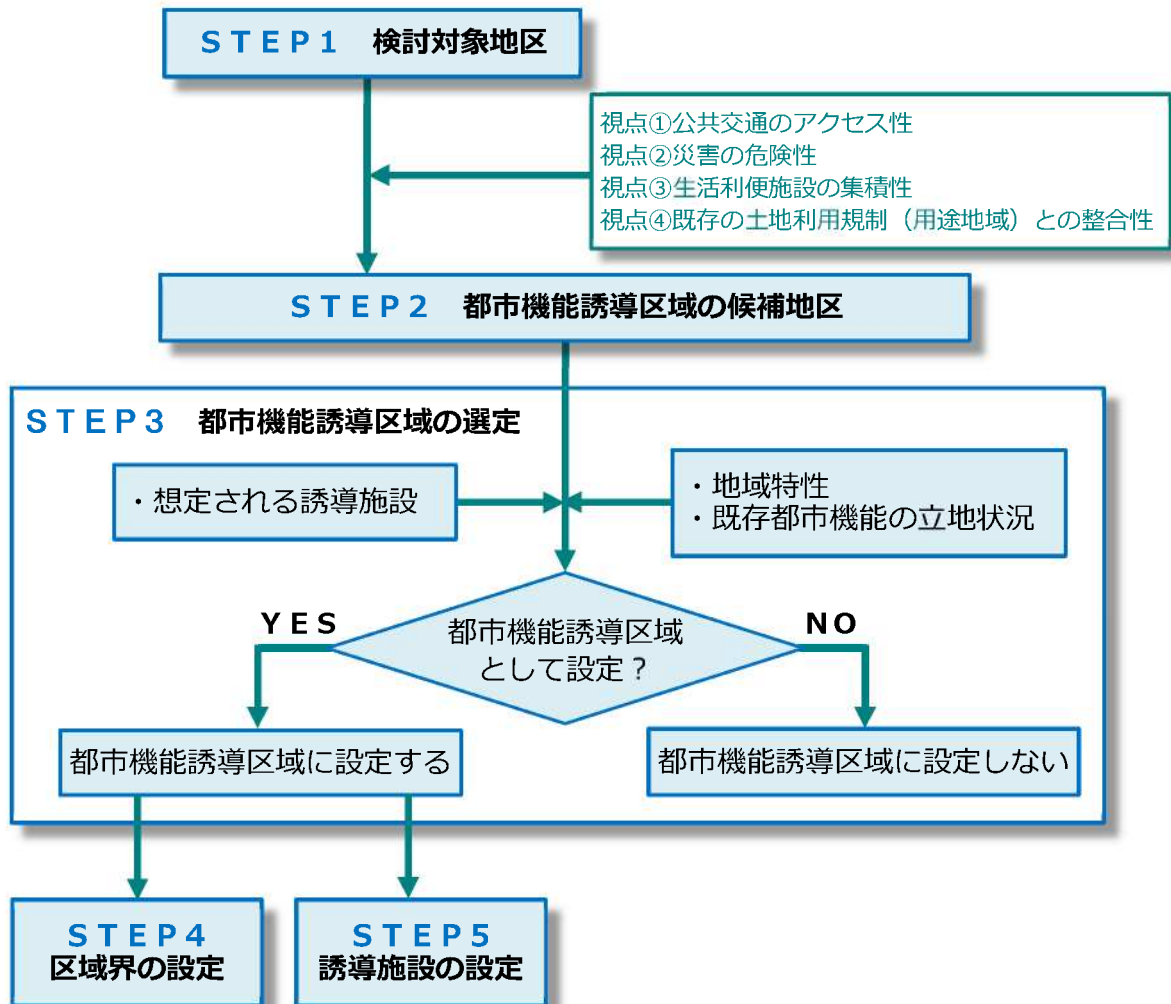 STEP1 検討対象地区
視点①公共交通のアクセス性
視点②災害の危険性
視点③生活利便施設の集積性
視点④既存の土地利用規制（用途地域）との整合性
STEP2 都市機能誘導区域の候補地区
STEP3 都市機能誘導区域の選定
・想定される誘導施設
・地域特性
・既存都市機能の立地状況
YES
都市機能誘導区域
として設定？
NO
都市機能誘導区域に設定する
都市機能誘導区域に設定しない
STEP4
区域界の設定
STEP5
誘導施設の設定